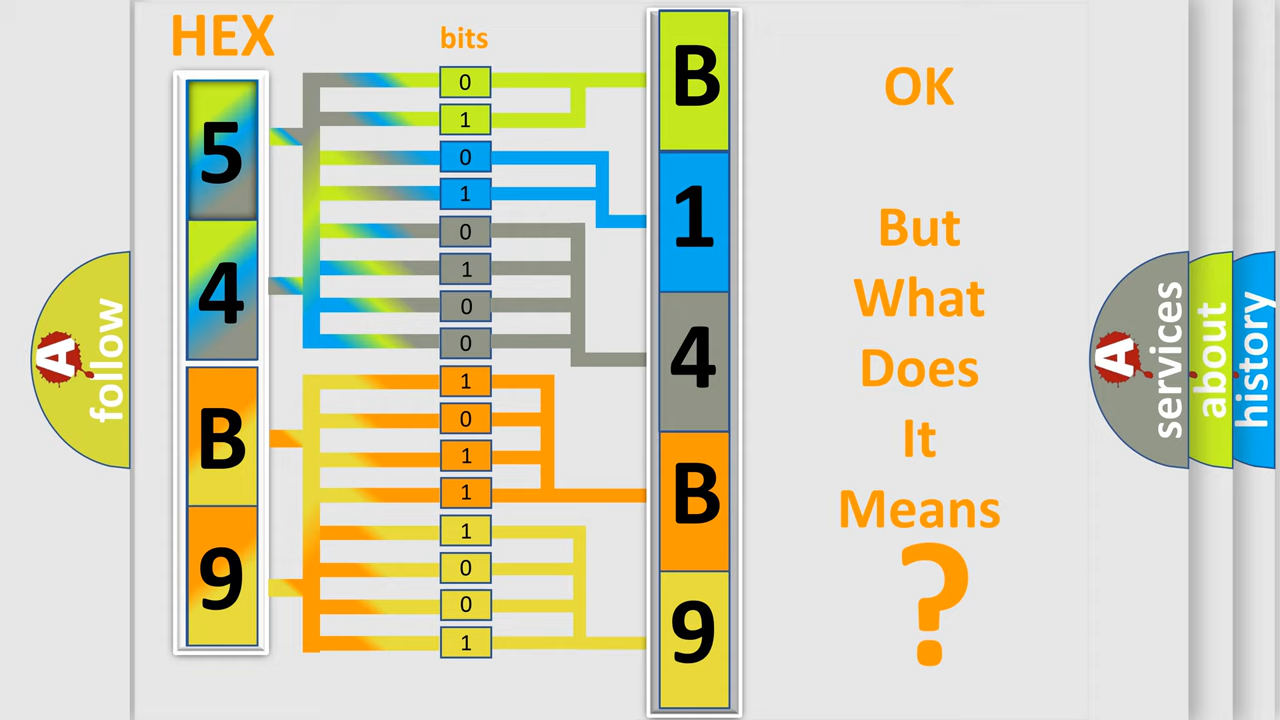 HEX
bits
5
4
B
9
0
1
0
1
0
1
0
0
1
0
1
1
1
0
0
1
B
1
4
B
9
OK
But
What
Does
It
Means
?
A
follow
A
services
about
history